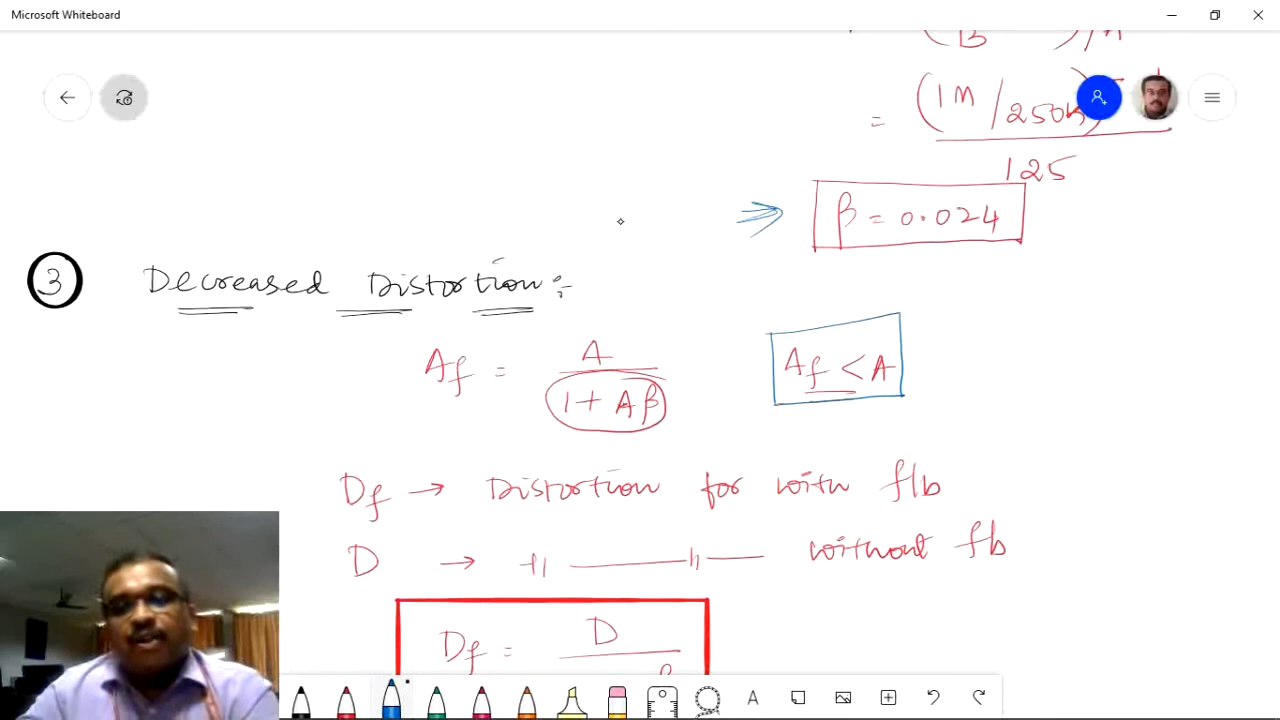 Microsoft Whiteboard
= (1M/250K)
125
β = 0.024
3 Decreased Distortion :-
Af = A
1 + Aβ
Af < A
Df → Distortion for with f/b
D → —〃———〃— without fb
Df = D
A